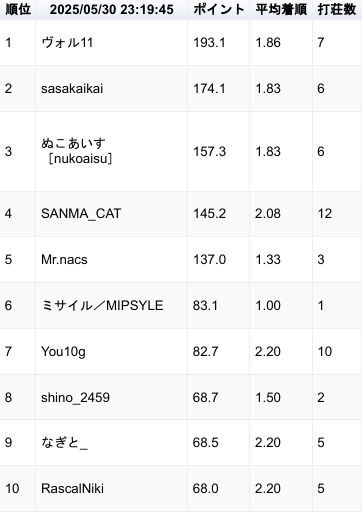 順位 2025/05/30 23:19:45 ポイント 平均着順 打荘数
1 ヴォル11 193.1 1.86 7
2 sasakaikai 174.1 1.83 6
3 ぬこあいす［nukoaisu］ 157.3 1.83 6
4 SANMA_CAT 145.2 2.08 12
5 Mr.nacs 137.0 1.33 3
6 ミサイル／MIPSYLE 83.1 1.00 1
7 You10g 82.7 2.20 10
8 shino_2459 68.7 1.50 2
9 なぎと_ 68.5 2.20 5
10 RascalNiki 68.0 2.20 5